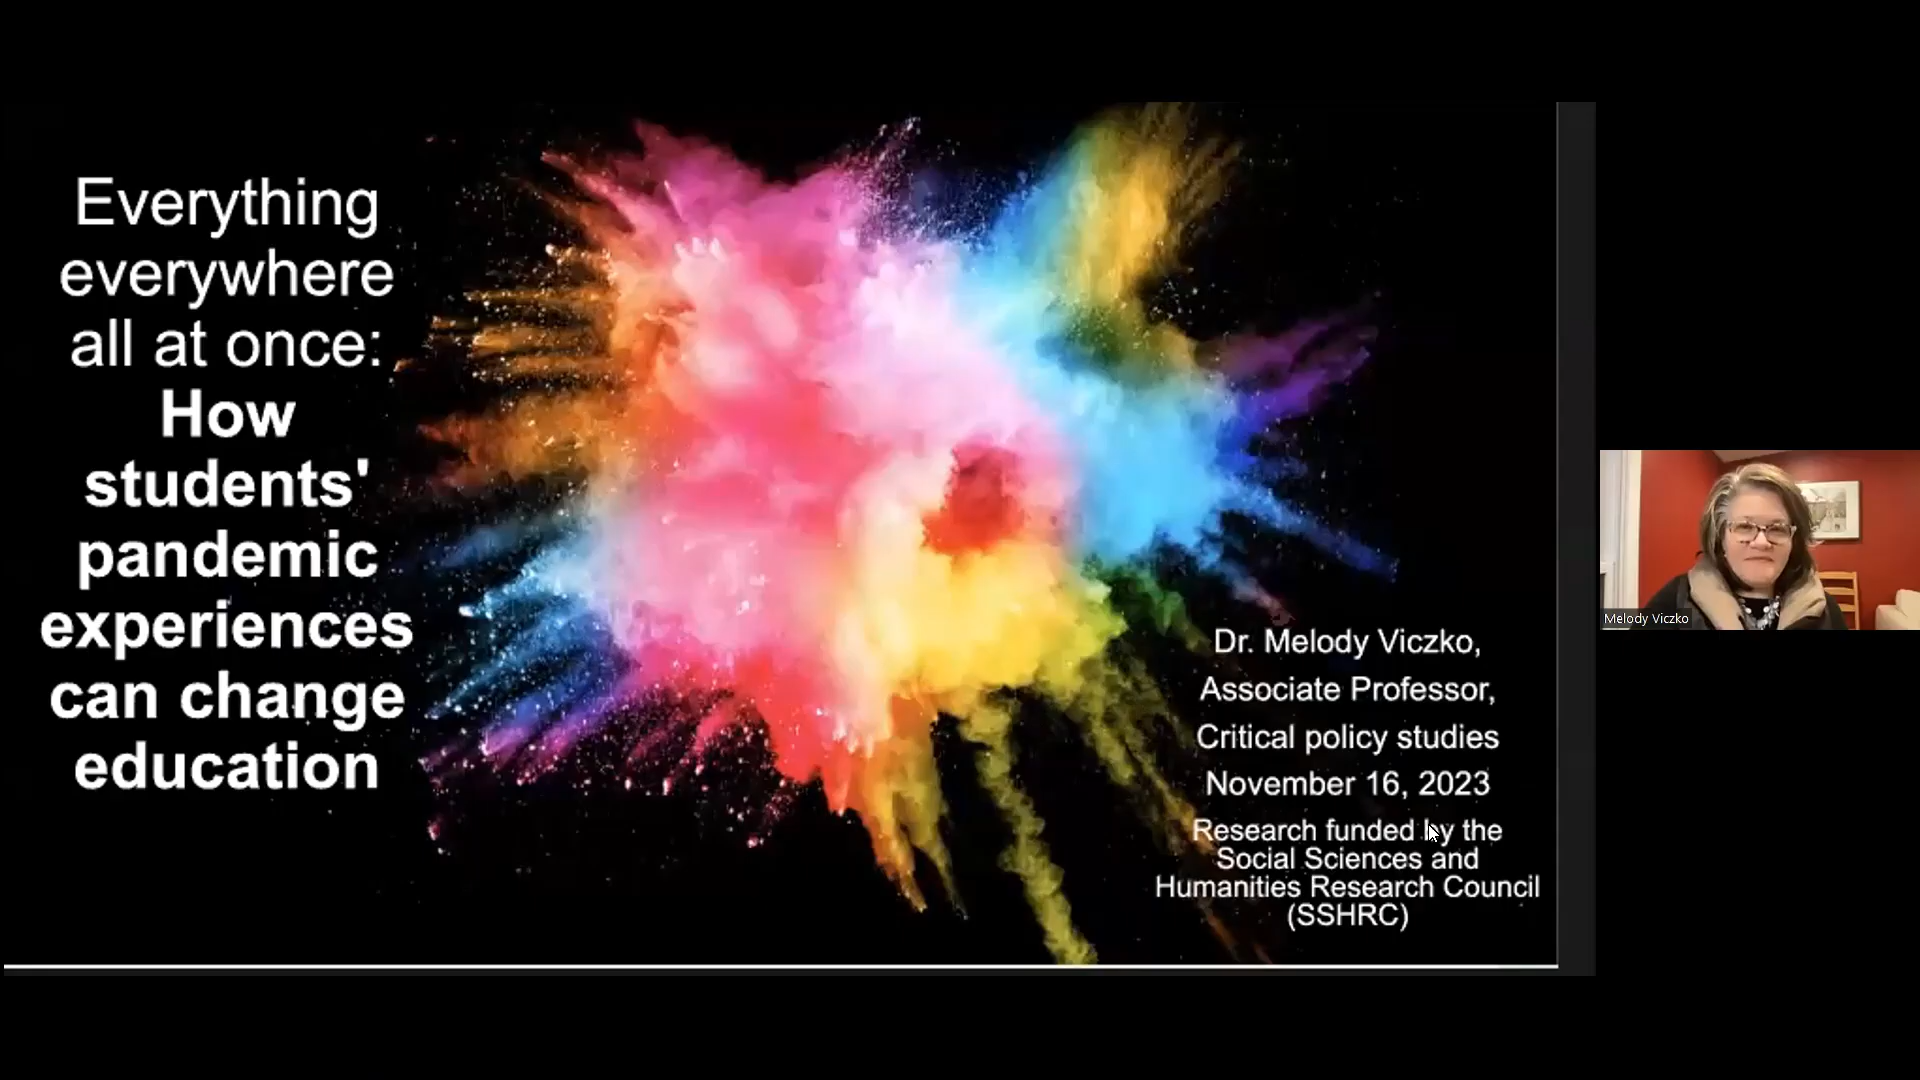 Everything
everywhere
all at once:
How
students'
pandemic
experiences
can change
education
Dr. Melody Viczko,
Associate Professor,
Critical policy studies
November 16, 2023
Research funded by the
Social Sciences and
Humanities Research Council
(SSHRC)
Melody Viczko